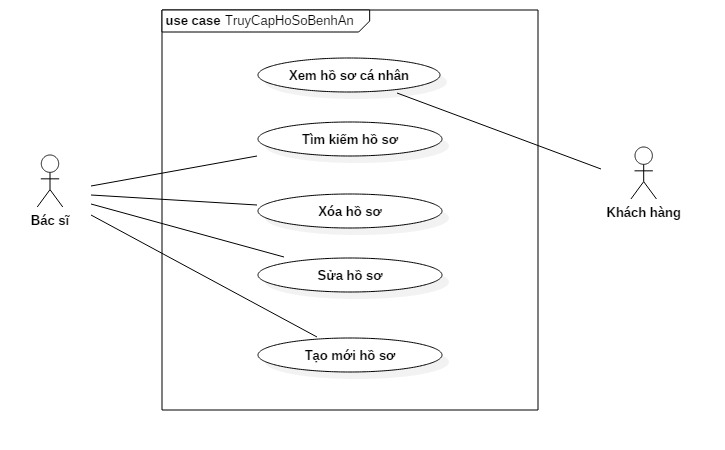 use case TruyCapHoSoBenhAn
Xem hồ sơ cá nhân
Tìm kiếm hồ sơ
Bác sĩ
Xóa hồ sơ
Khách hàng
Sửa hồ sơ
Tạo mới hồ sơ